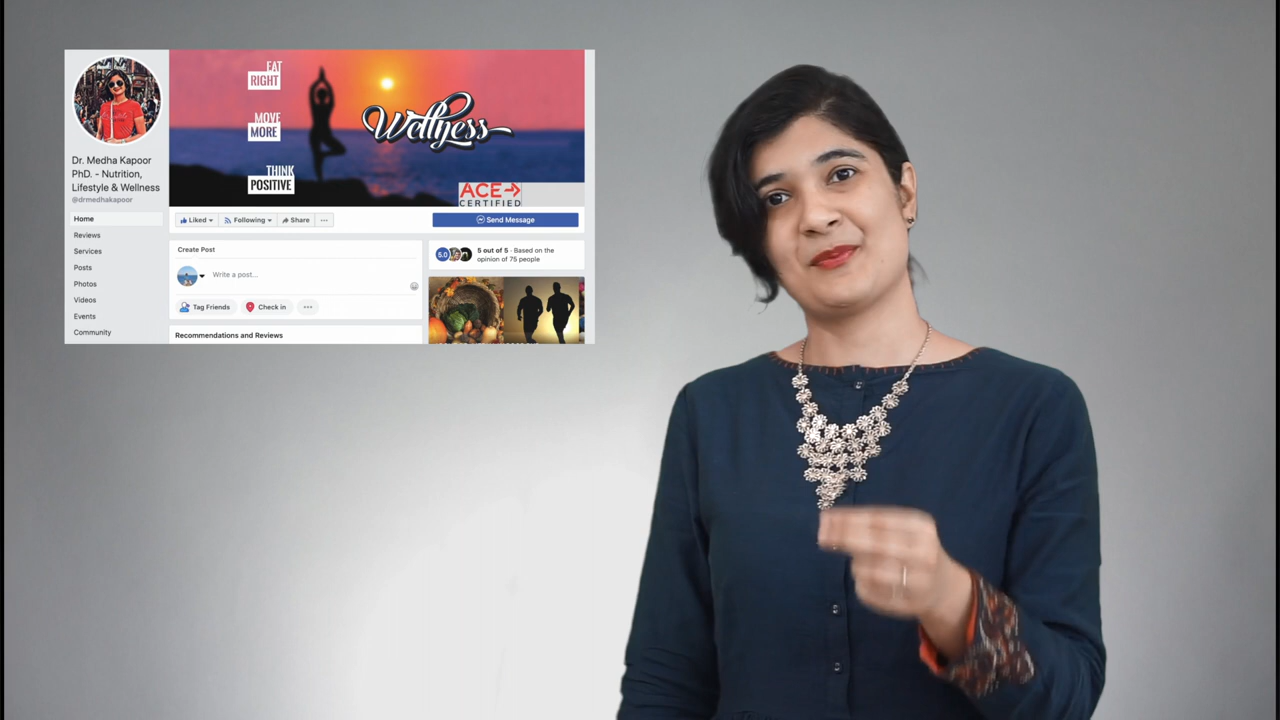 Dr. Medha Kapoor
PhD. - Nutrition,
Lifestyle & Wellness
@drmedhakapoor
Home
Reviews
Services
Posts
Photos
Videos
Events
Community
EAT
RIGHT
MOVE
MORE
THINK
POSITIVE
Wellness
ACE
CERTIFIED
Liked
Following
Share
...
Send Message
Create Post
Write a post...
Tag Friends
Check in
...
Recommendations and Reviews
5.0
5 out of 5 · Based on the
opinion of 75 people